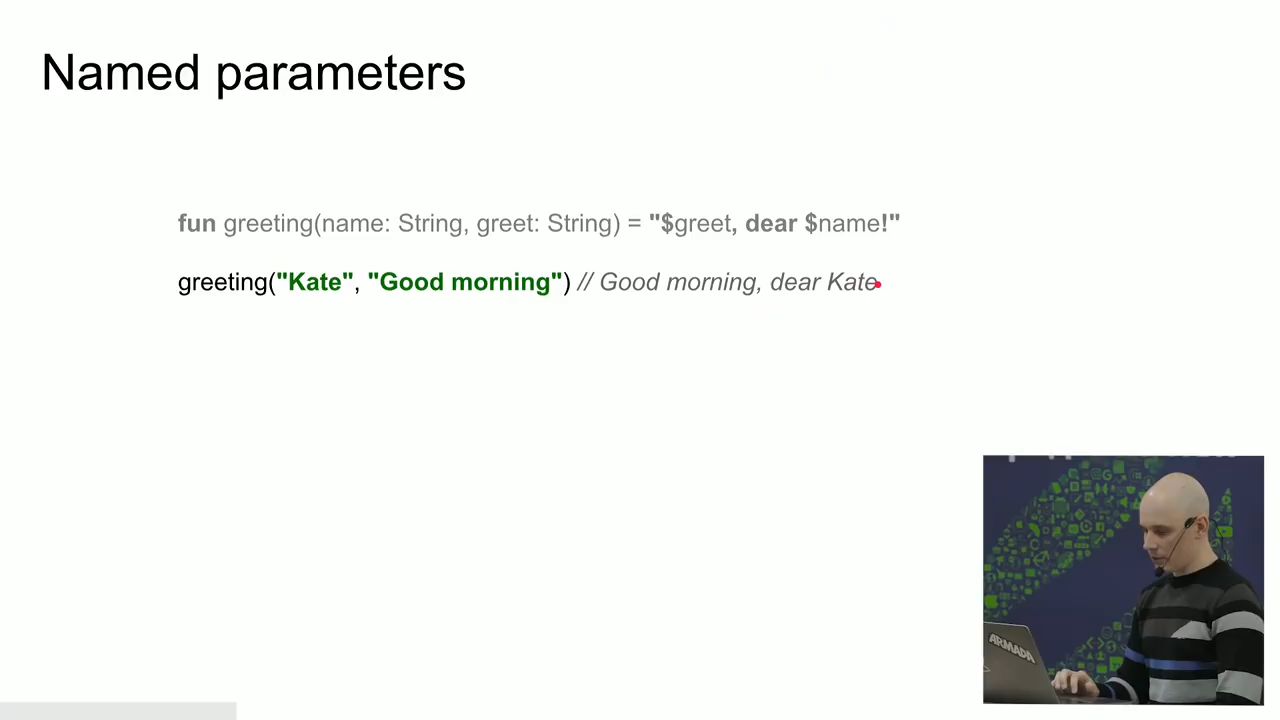 Named parameters
fun greeting(name: String, greet: String) = "$greet, dear $name!"
greeting("Kate", "Good morning") // Good morning, dear Kate
ARMADA